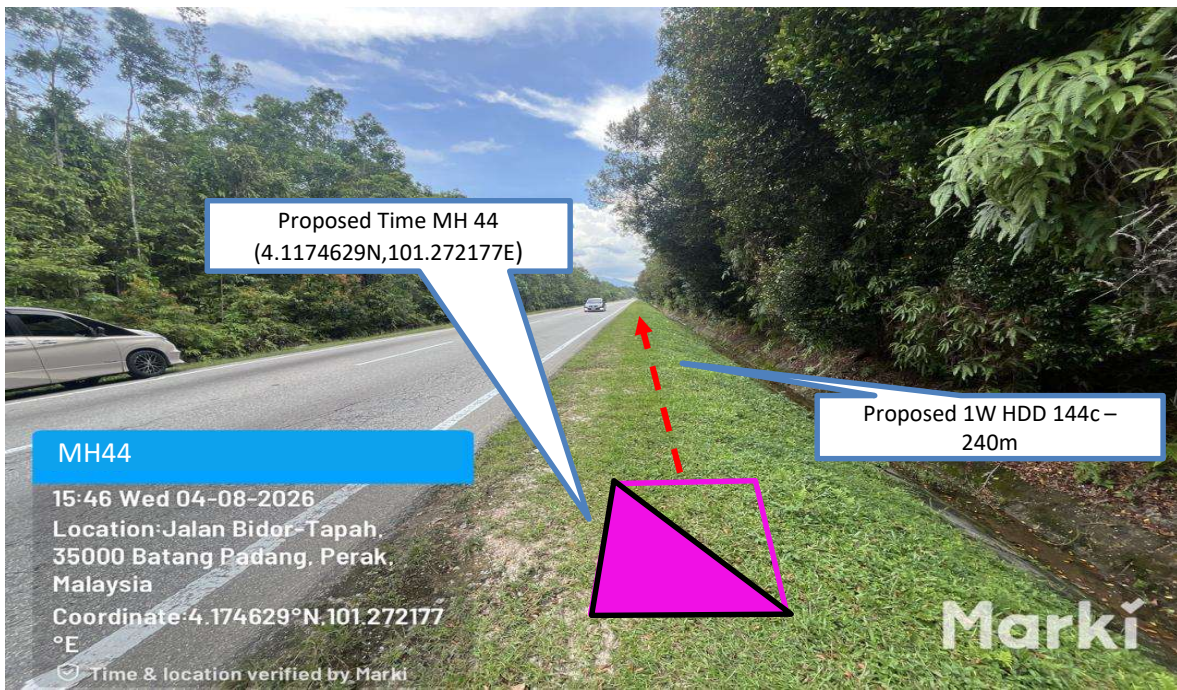 Proposed Time MH 44
(4.1174629N,101.272177E)
Proposed 1W HDD 144c –
240m
MH44
15:46 Wed 04-08-2026
Location:Jalan Bidor-Tapah,
35000 Batang Padang, Perak,
Malaysia
Coordinate:4.174629°N,101.272177
°E
Time & location verified by Marki
Marki